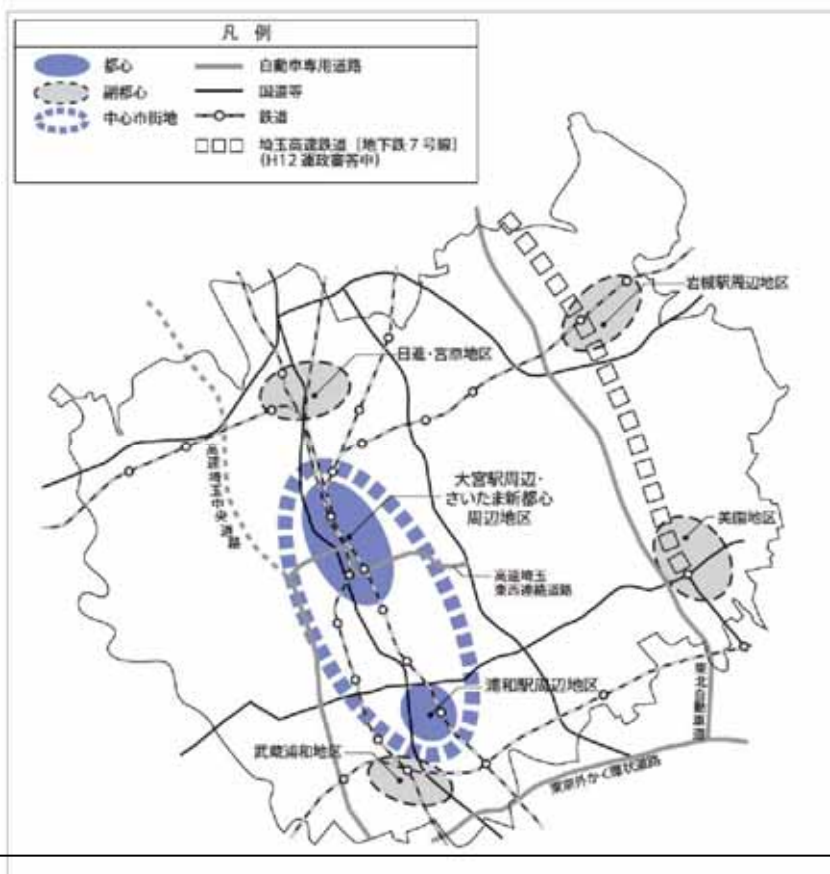 凡 例
都心
副都心
中心市街地
自動車専用道路
国道等
鉄道
埼玉高速鉄道［地下鉄7号線］
（H12運政審答申）
岩槻駅周辺地区
日進・宮原地区
大宮駅周辺・
さいたま新都心
周辺地区
高速埼玉中央道路
美園地区
高速埼玉
東西連絡道路
浦和駅周辺地区
東北自動車道
武蔵浦和地区
東京外かく環状道路